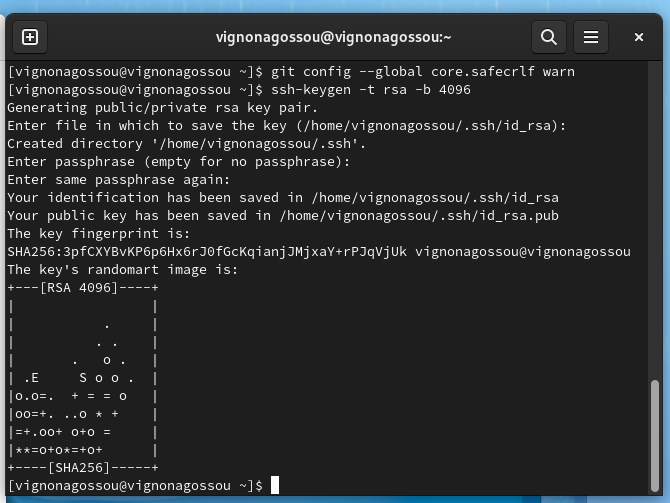 vignonagossou@vignonagossou:~
[vignonagossou@vignonagossou ~]$ git config --global core.safecrlf warn
[vignonagossou@vignonagossou ~]$ ssh-keygen -t rsa -b 4096
Generating public/private rsa key pair.
Enter file in which to save the key (/home/vignonagossou/.ssh/id_rsa):
Created directory '/home/vignonagossou/.ssh'.
Enter passphrase (empty for no passphrase):
Enter same passphrase again:
Your identification has been saved in /home/vignonagossou/.ssh/id_rsa
Your public key has been saved in /home/vignonagossou/.ssh/id_rsa.pub
The key fingerprint is:
SHA256:3pfCXYBvKP6p6Hx6rJ0fGcKqianjJMjxaY+rPJqVjUk vignonagossou@vignonagossou
The key's randomart image is:
+---[RSA 4096]----+
|                 |
|           .     |
|          . .    |
|       .   o .   |
| .E     S o o .  |
|o.o=.  + = = o   |
|oo=+. ..o * +    |
|=+.oo+ o+o =     |
|**=o+o*=+o+      |
+----[SHA256]-----+
[vignonagossou@vignonagossou ~]$